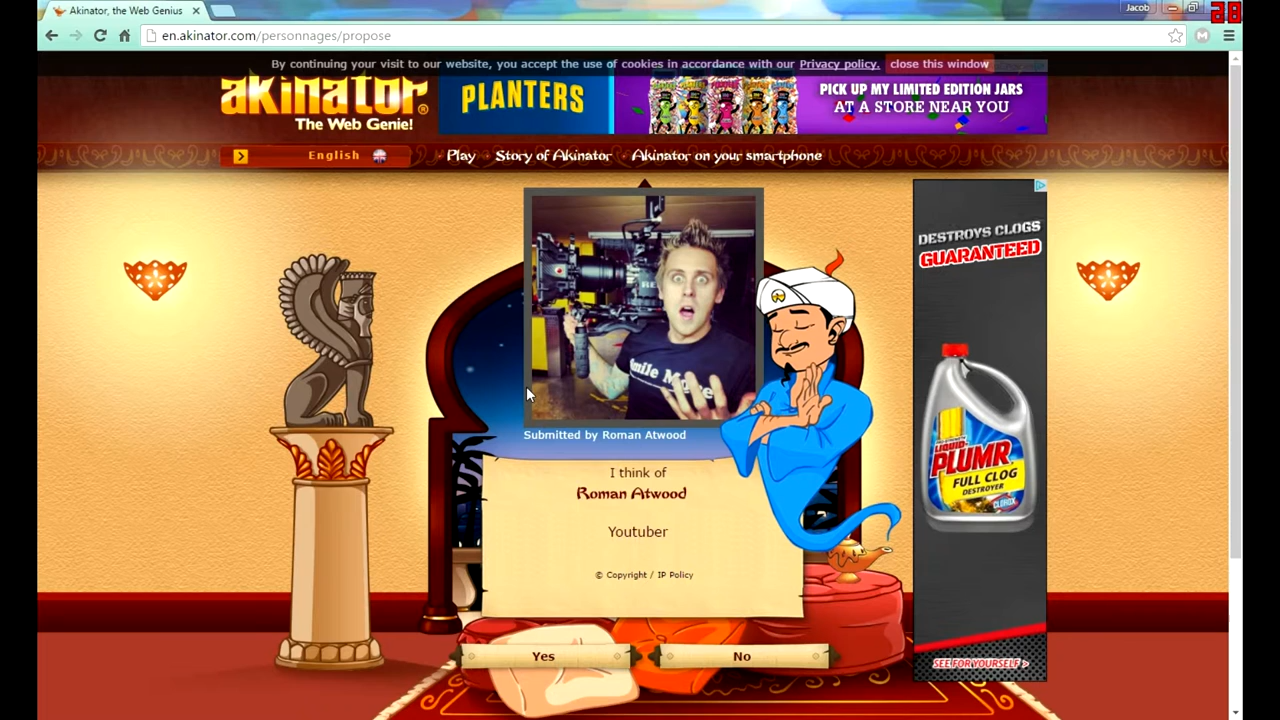 Akinator, the Web Genius
Jacob
28
en.akinator.com/personnages/propose
M
By continuing your visit to our website, you accept the use of cookies in accordance with our Privacy policy. close this window
akinator®
The Web Genie!
PLANTERS
PICK UP MY LIMITED EDITION JARS
AT A STORE NEAR YOU
English
Play
Story of Akinator
Akinator on your smartphone
DESTROYS CLOGS
GUARANTEED
Smile More
Submitted by Roman Atwood
I think of
Roman Atwood
Youtuber
© Copyright / IP Policy
LIQUID-
PLUMR
FULL CLOG
DESTROYER
CLOROX
Yes
No
SEE FOR YOURSELF >